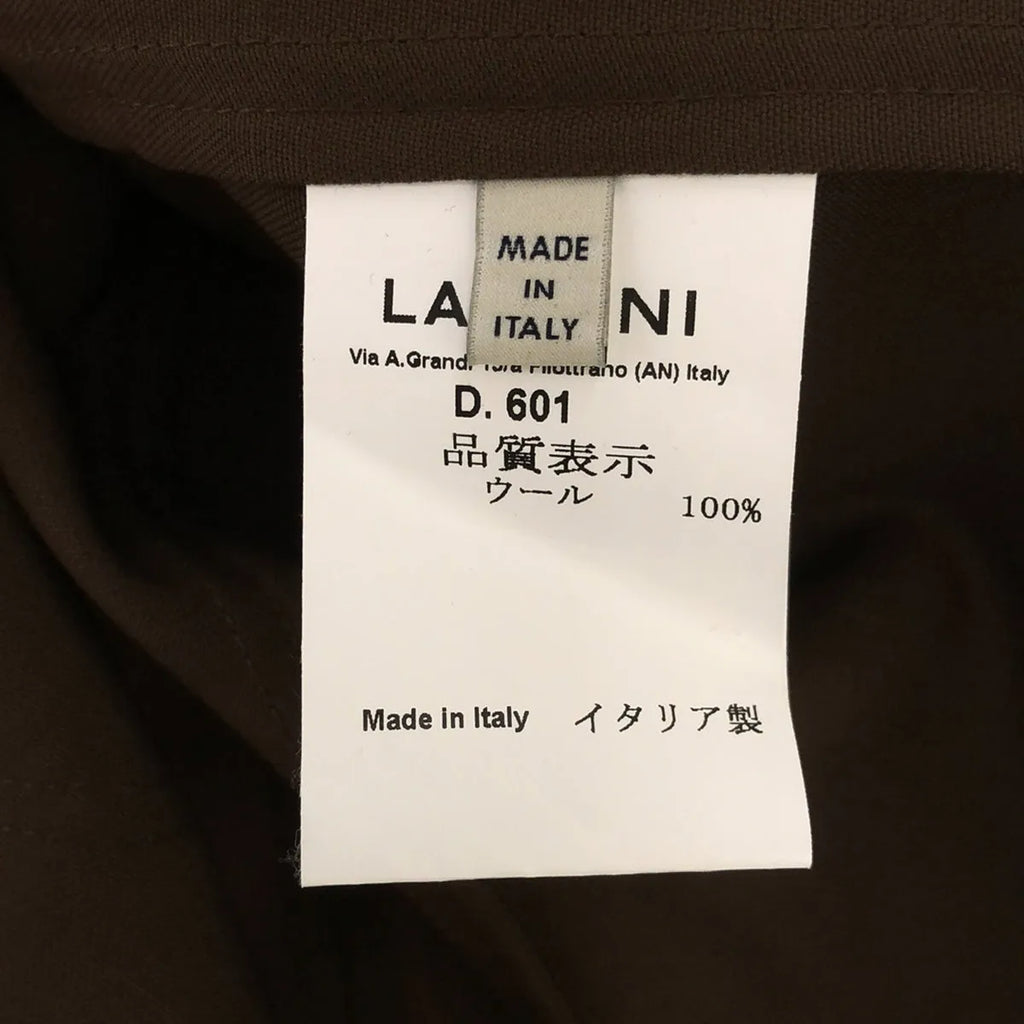 MADE
IN
ITALY
LA NI
Via A.Grand. Filottrano (AN) Italy
D. 601
品質表示
ウール 100%
Made in Italy イタリア製